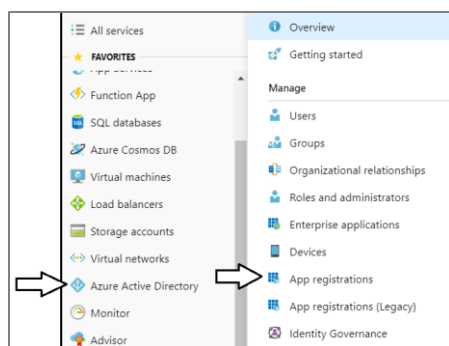 All services
FAVORITES
App Services
Function App
SQL databases
Azure Cosmos DB
Virtual machines
Load balancers
Storage accounts
Virtual networks
Azure Active Directory
Monitor
Advisor
Overview
Getting started
Manage
Users
Groups
Organizational relationships
Roles and administrators
Enterprise applications
Devices
App registrations
App registrations (Legacy)
Identity Governance